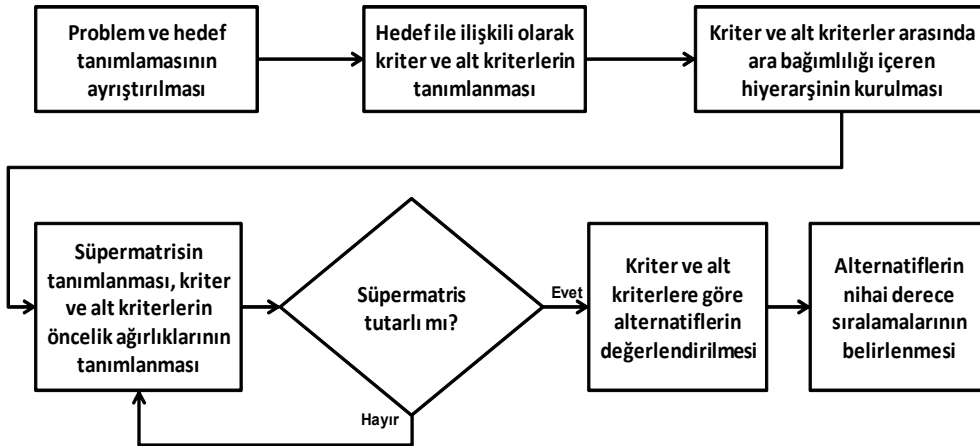 Problem ve hedef
tanımlamasının
ayrıştırılması
Hedef ile ilişkili olarak
kriter ve alt kriterlerin
tanımlanması
Kriter ve alt kriterler arasında
ara bağımlılığı içeren
hiyerarşinin kurulması
Süpermatrisin
tanımlanması, kriter
ve alt kriterlerin
öncelik ağırlıklarının
tanımlanması
Süpermatris
tutarlı mı?
Evet
Hayır
Kriter ve alt
kriterlere göre
alternatiflerin
değerlendirilmesi
Alternatiflerin
nihai derece
sıralamalarının
belirlenmesi